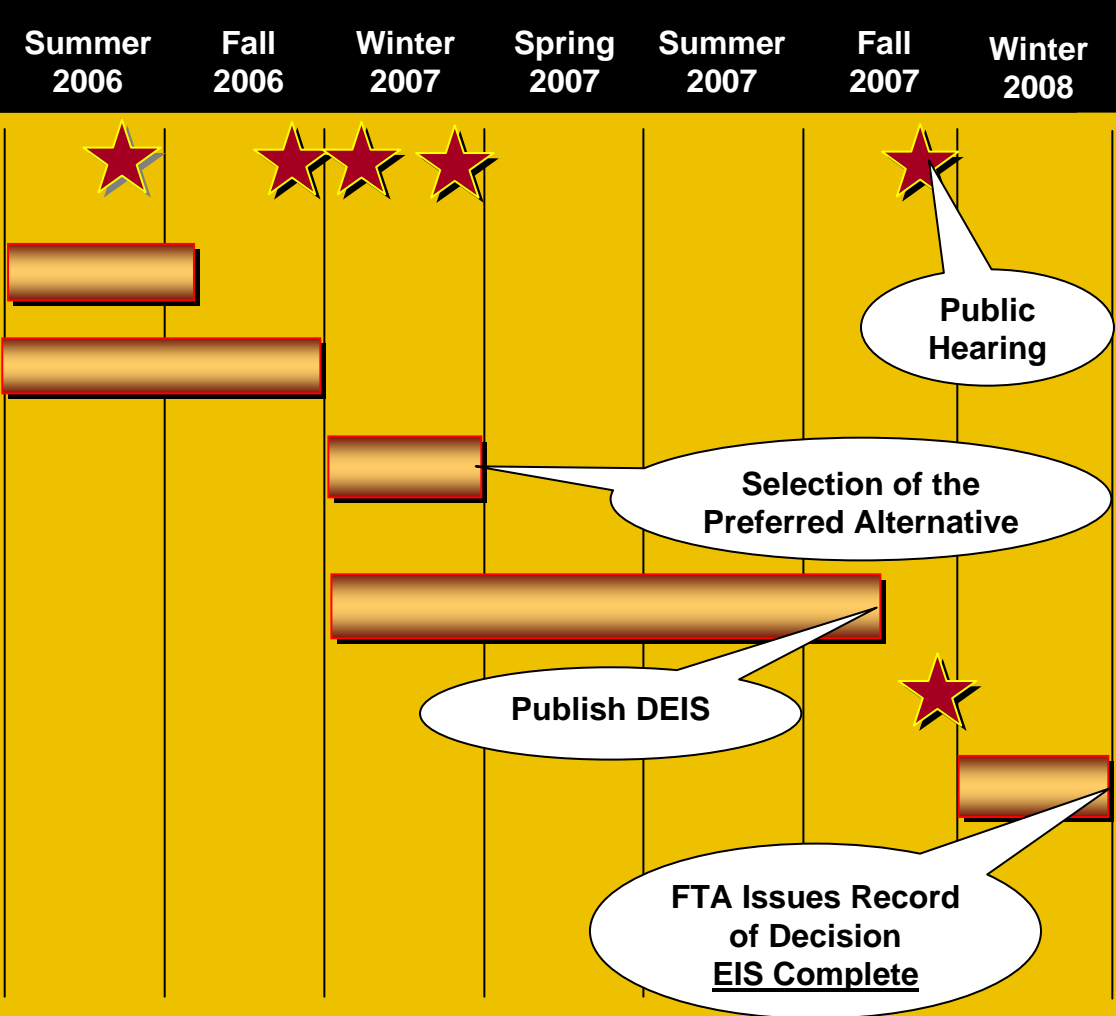 Summer
2006
Fall
2006
Winter
2007
Spring
2007
Summer
2007
Fall
2007
Winter
2008
Public
Hearing
Selection of the
Preferred Alternative
Publish DEIS
FTA Issues Record
of Decision
EIS Complete